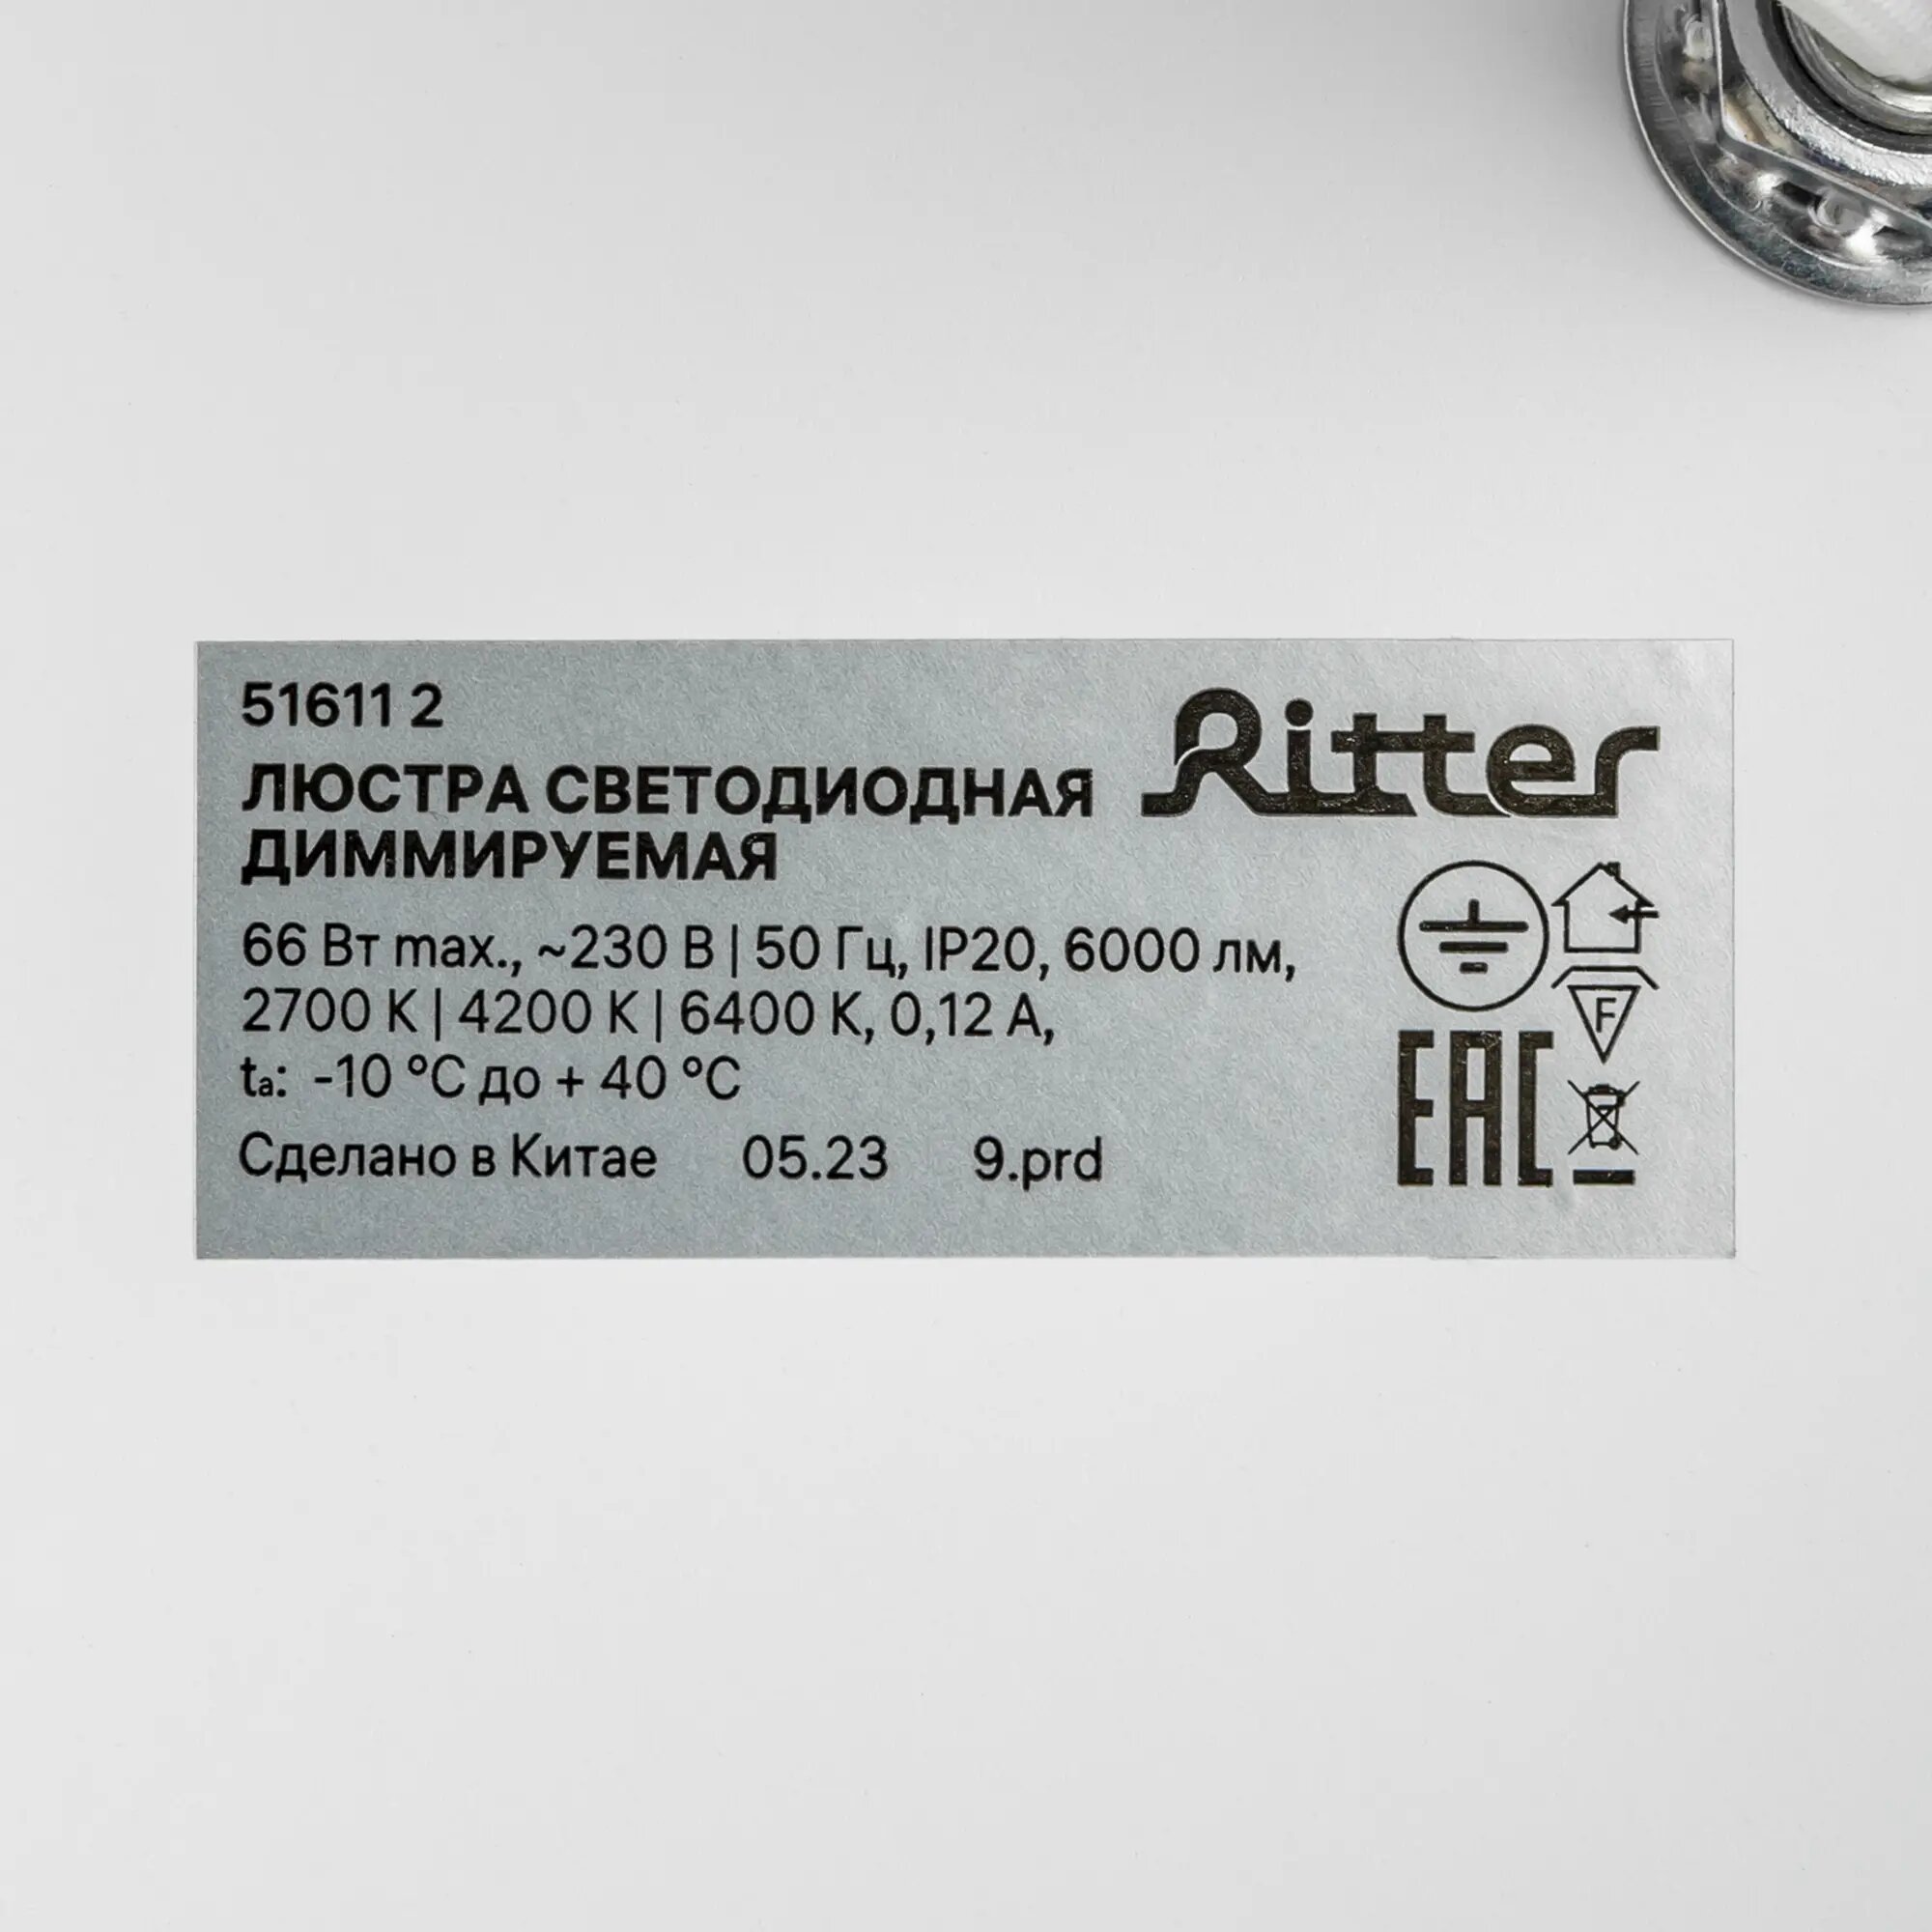 51611 2
Ritter
ЛЮСТРА СВЕТОДИОДНАЯ
ДИММИРУЕМАЯ
66 Вт max., ~230 В | 50 Гц, IP20, 6000 лм,
2700 K | 4200 K | 6400 K, 0,12 A,
ta: -10 °C до + 40 °C
Сделано в Китае 05.23 9.prd
F
EAC